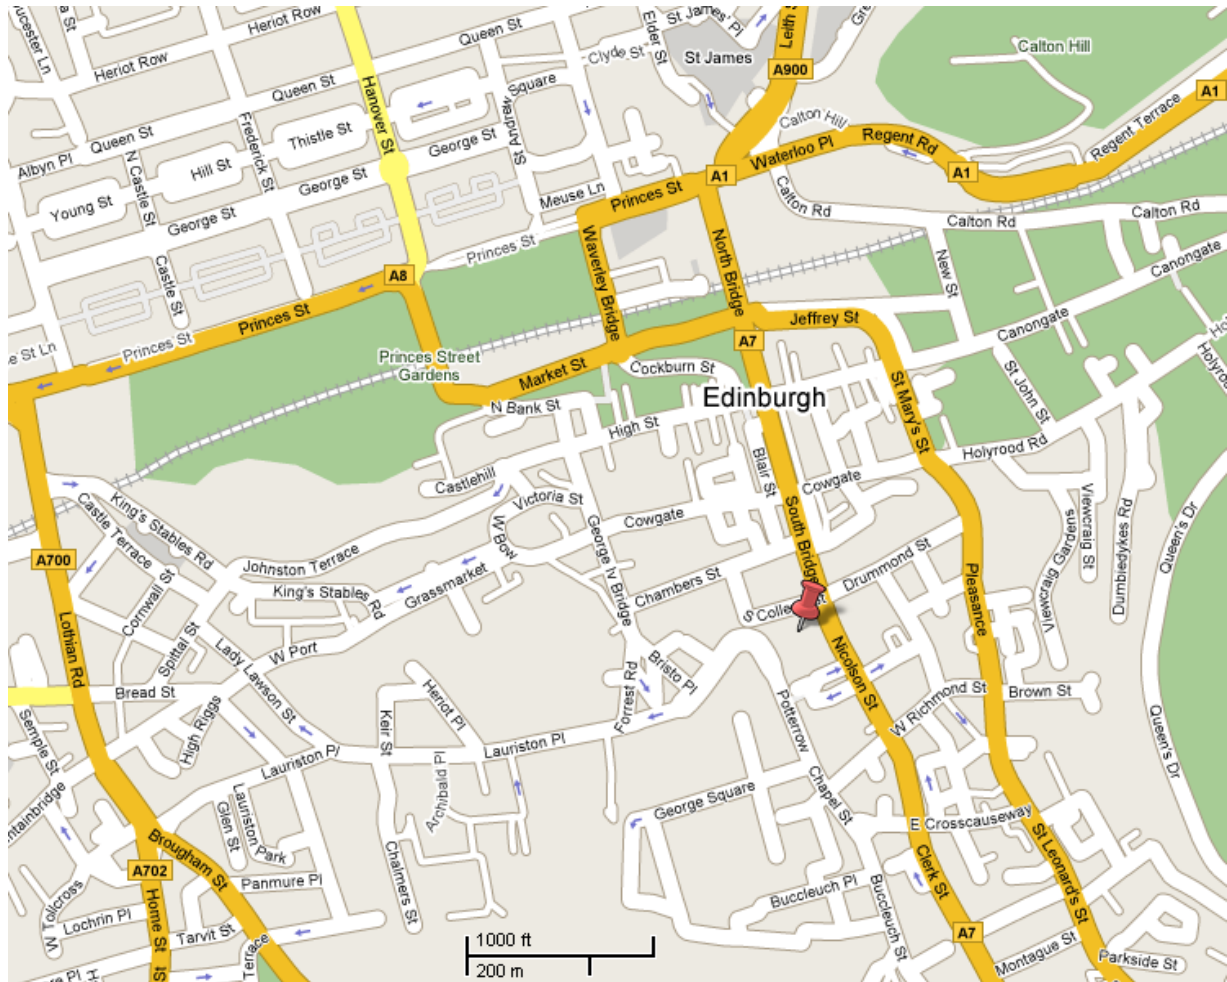 Heriot Row
Queen St
Elder St
St James' Pl
Leith S
Heriot Row
Clyde St
St James
A900
Calton Hill
A1
Hanover St
Queen St
St Andrew Square
Thistle St
Frederick St
George St
Calton Hill
Waterloo Pl
Regent Rd
Regent Terrace
Queen St
Albyn Pl
N Castle St
Hill St
George St
Meuse Ln
Princes St
A1
A1
Young St
George St
Calton Rd
Calton Rd
Calton Rd
Castle St
Princes St
Waverley Bridge
North Bridge
New St
Canongate
A8
Princes St
Princes St
Jeffrey St
Canongate
A7
Princes Street
Gardens
Market St
Cockburn St
St Mary's St
St John St
Edinburgh
N Bank St
High St
Holyrood Rd
Castlehill
Blair St
Cowgate
Victoria St
Cowgate
South Bridge
Viewcraig St
Viewcraig Gardens
Dumbiedykes Rd
Queen's Dr
King's Stables Rd
Castle Terrace
W Bow
George Iv Bridge
A700
Johnston Terrace
Grassmarket
King's Stables Rd
Chambers St
Drummond St
Pleasance
Cornwall St
Spittal St
W Port
Lothian Rd
Nicolson St
Lady Lawson St
Bristo Pl
Forrest Rd
Bread St
Heriot Pl
Keir St
High Riggs
Potterrow
W Richmond St
Brown St
Queen's Dr
Semple St
Lauriston Pl
Lauriston Pl
Archibald Pl
Chapel St
George Square
Lauriston Park
Glen St
E Crosscauseway
St Leonard's St
Brougham St
A702
Panmure Pl
Chalmers St
Clerk St
Buccleuch Pl
Buccleuch St
W Tollcross
Lochrin Pl
Home St
Tarvit St
Terrace
A7
Montague St
Parkside St
1000 ft
200 m